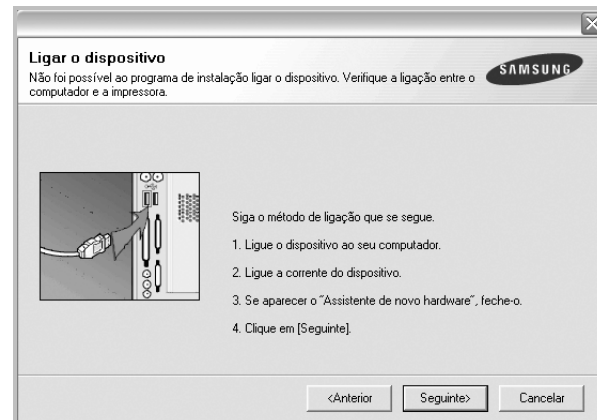 Ligar o dispositivo
Não foi possível ao programa de instalação ligar o dispositivo. Verifique a ligação entre o
computador e a impressora.
SAMSUNG
Siga o método de ligação que se segue.
1. Ligue o dispositivo ao seu computador.
2. Ligue a corrente do dispositivo.
3. Se aparecer o "Assistente de novo hardware", feche-o.
4. Clique em [Seguinte].
<Anterior
Seguinte>
Cancelar